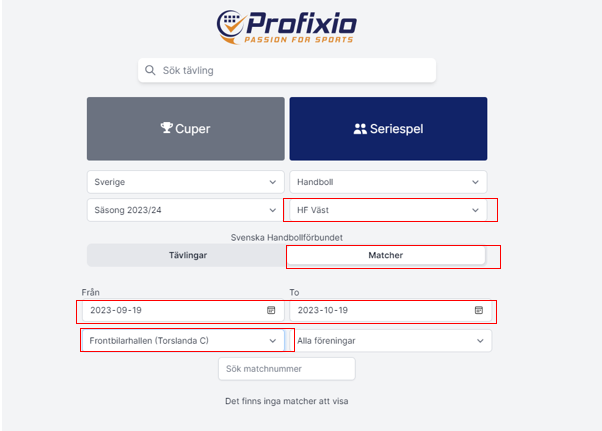 Profixio
PASSION FOR SPORTS
Sök tävling
Cuper
Seriespel
Sverige
Handboll
Säsong 2023/24
HF Väst
Svenska Handbollförbundet
Tävlingar
Matcher
Från
To
2023-09-19
2023-10-19
Frontbilarhallen (Torslanda C)
Alla föreningar
Sök matchnummer
Det finns inga matcher att visa